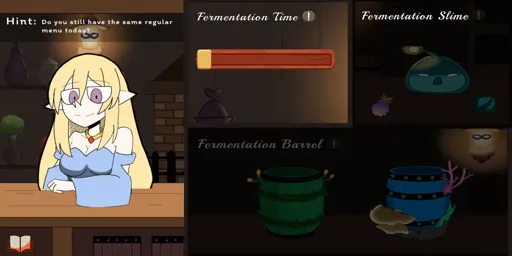 Hint: Do you still have the same regular
menu today?
Fermentation Time !
Fermentation Slime !
Fermentation Barrel !